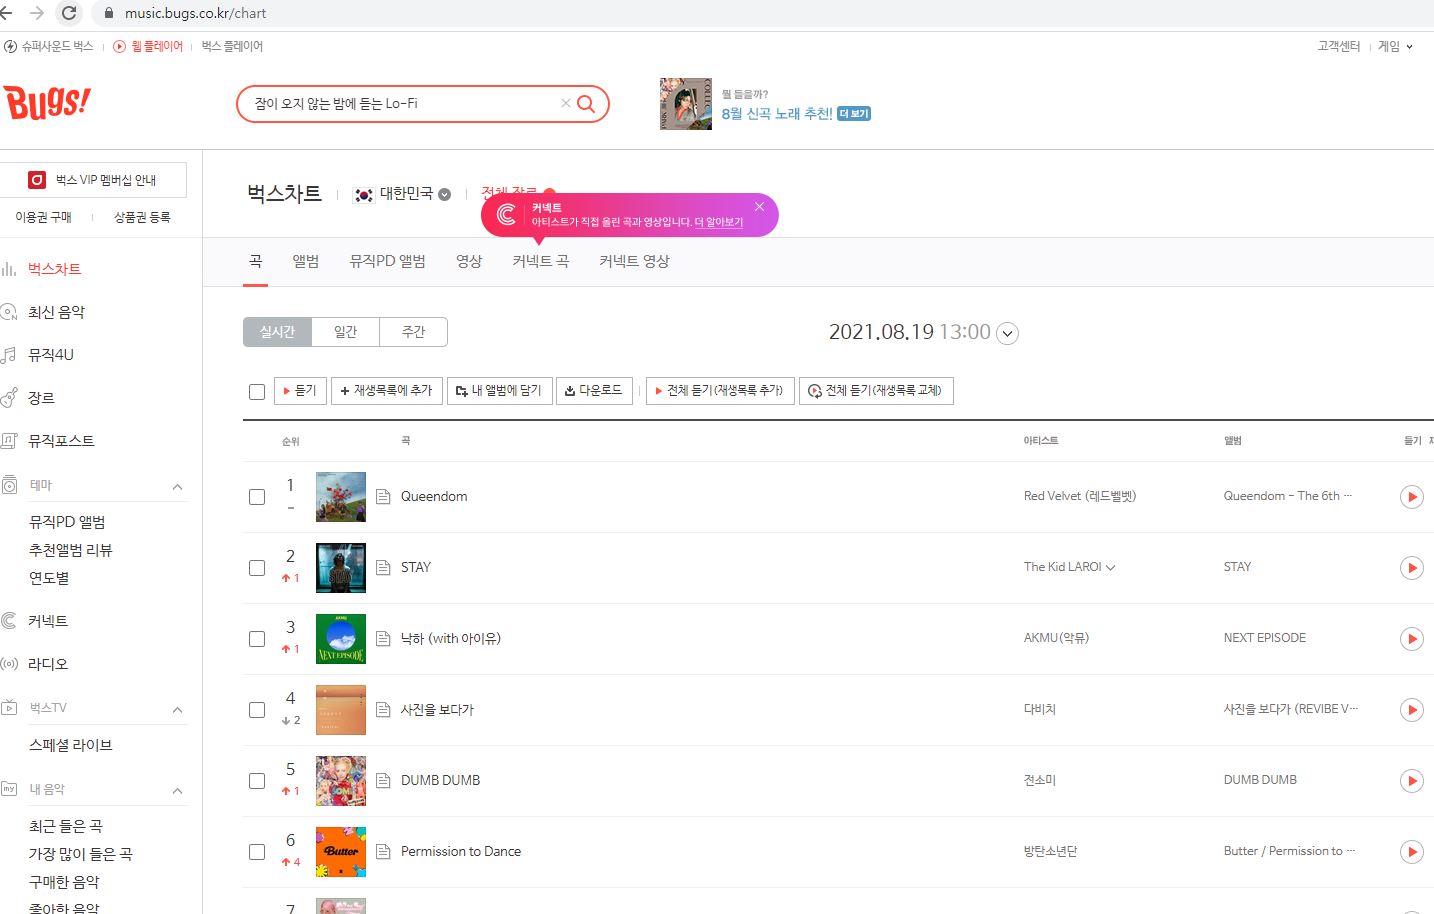 music.bugs.co.kr/chart
슈퍼사운드 벅스
웹 플레이어
벅스 플레이어
고객센터
게임
Bugs!
잠이 오지 않는 밤에 듣는 Lo-Fi
뭘 들을까?
8월 신곡 노래 추천! 더 보기
벅스 VIP 멤버십 안내
이용권 구매
상품권 등록
벅스차트
최신 음악
뮤직4U
장르
뮤직포스트
테마
뮤직PD 앨범
추천앨범 리뷰
연도별
커넥트
라디오
벅스TV
스페셜 라이브
내 음악
최근 들은 곡
가장 많이 들은 곡
구매한 음악
좋아한 음악
벅스차트
대한민국
전체 장르
커넥트
아티스트가 직접 올린 곡과 영상입니다. 더 알아보기
곡 앨범 뮤직PD 앨범 영상 커넥트 곡 커넥트 영상
실시간 일간 주간
2021.08.19 13:00
듣기 재생목록에 추가 내 앨범에 담기 다운로드 전체 듣기(재생목록 추가) 전체 듣기(재생목록 교체)
순위 곡 아티스트 앨범 듣기
1 Queendom Red Velvet (레드벨벳) Queendom - The 6th ···
2 1 STAY The Kid LAROI STAY
3 1 AKMU NEXT EPISODE 낙하 (with 아이유) AKMU(악뮤) NEXT EPISODE
4 2 사진을 보다가 다비치 사진을 보다가 (REVIBE V···
5 1 DUMB DUMB 전소미 DUMB DUMB
6 4 Butter Permission to Dance 방탄소년단 Butter / Permission to ···
7